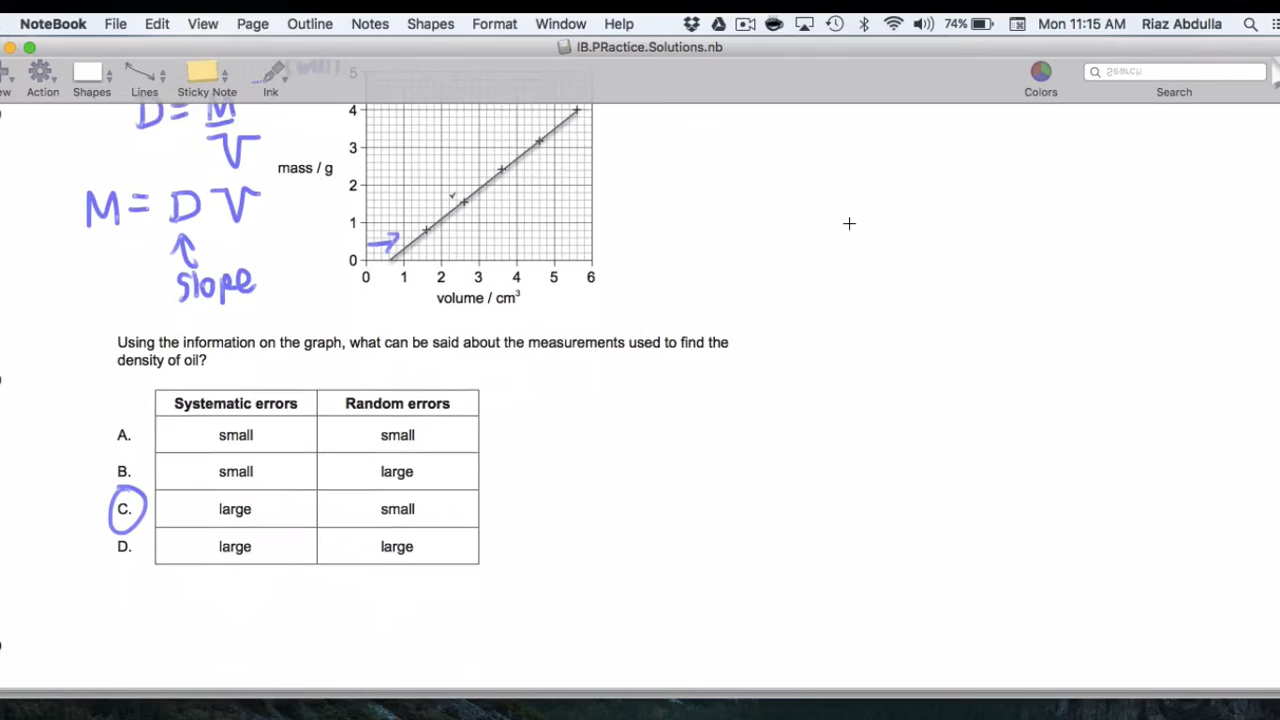 NoteBook File Edit View Page Outline Notes Shapes Format Window Help 74% Mon 11:15 AM Riaz Abdulla
IB.PRactice.Solutions.nb
Action Shapes Lines Sticky Note Ink Colors Search
Search
D = M
V
M = D V
slope
5
4
3
mass / g
2
1
0
0 1 2 3 4 5 6
volume / cm³
Using the information on the graph, what can be said about the measurements used to find the
density of oil?
Systematic errors Random errors
A. small small
B. small large
C. large small
D. large large